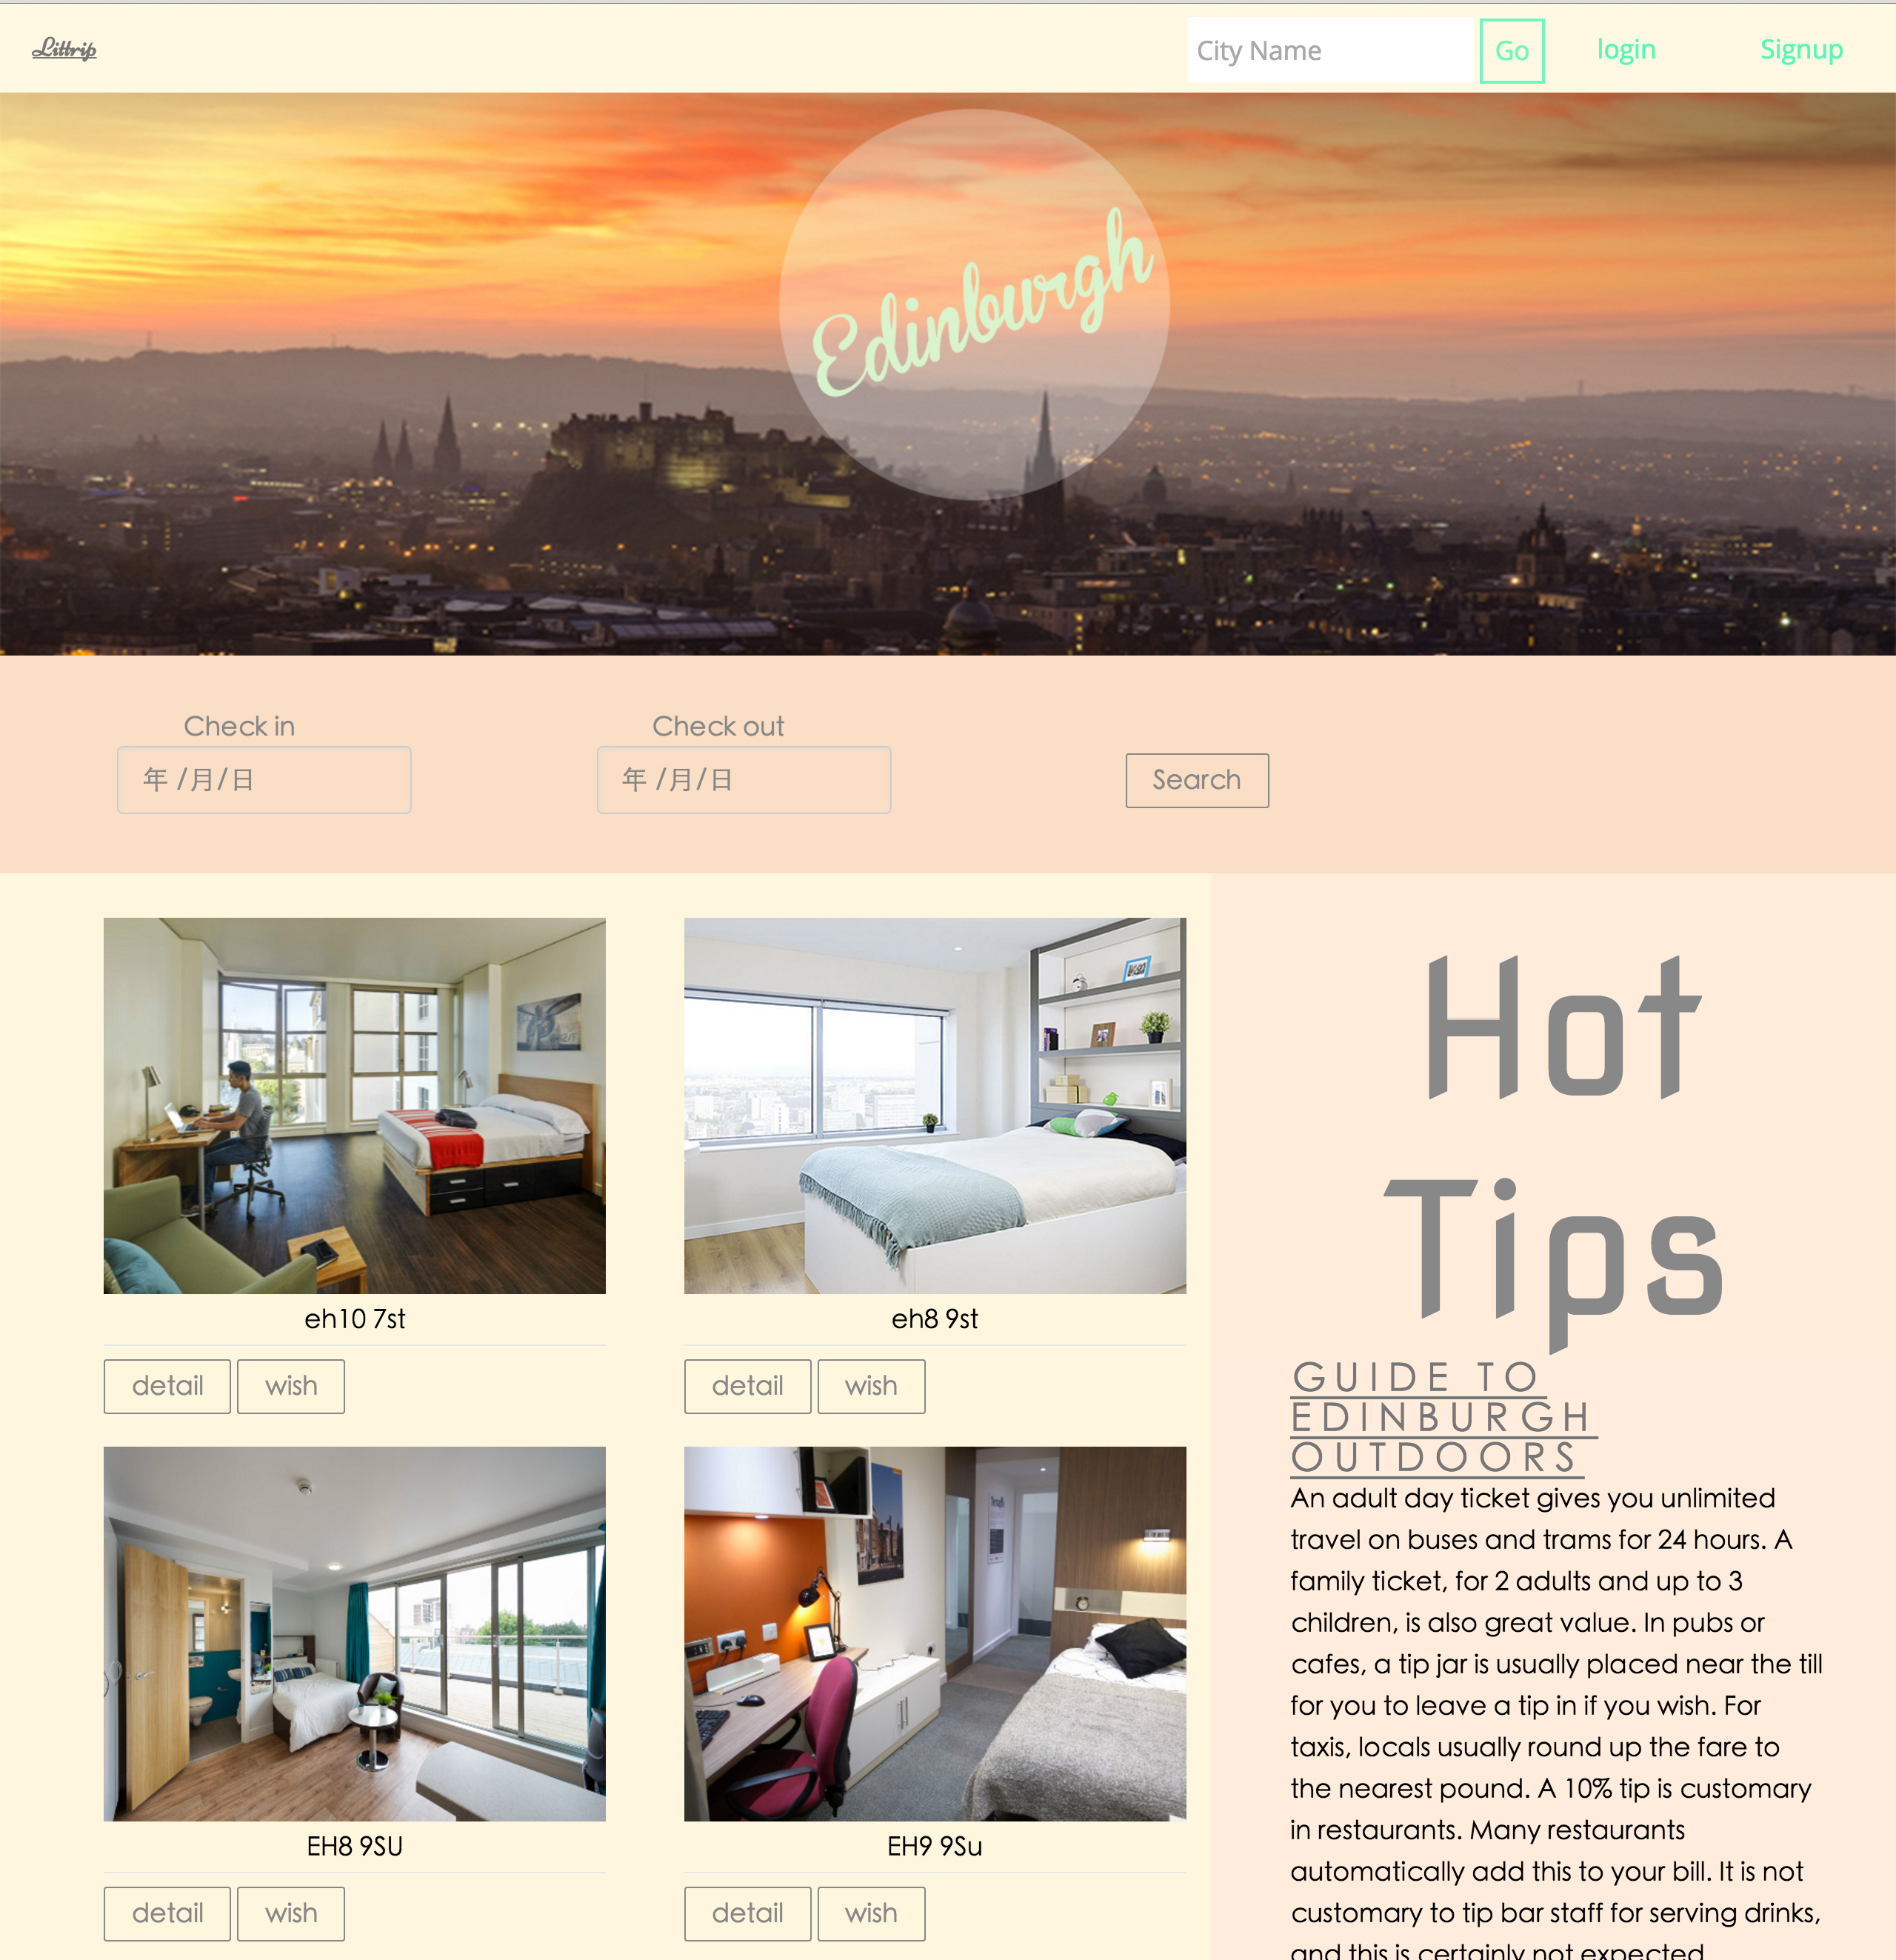 Littrip
City Name
Go
login
Signup
Edinburgh
Check in
Check out
年 /月/日
年 /月/日
Search
eh10 7st
detail
wish
eh8 9st
detail
wish
EH8 9SU
detail
wish
EH9 9Su
detail
wish
Hot
Tips
GUIDE TO
EDINBURGH
OUTDOORS
An adult day ticket gives you unlimited
travel on buses and trams for 24 hours. A
family ticket, for 2 adults and up to 3
children, is also great value. In pubs or
cafes, a tip jar is usually placed near the till
for you to leave a tip in if you wish. For
taxis, locals usually round up the fare to
the nearest pound. A 10% tip is customary
in restaurants. Many restaurants
automatically add this to your bill. It is not
customary to tip bar staff for serving drinks,
and this is certainly not expected